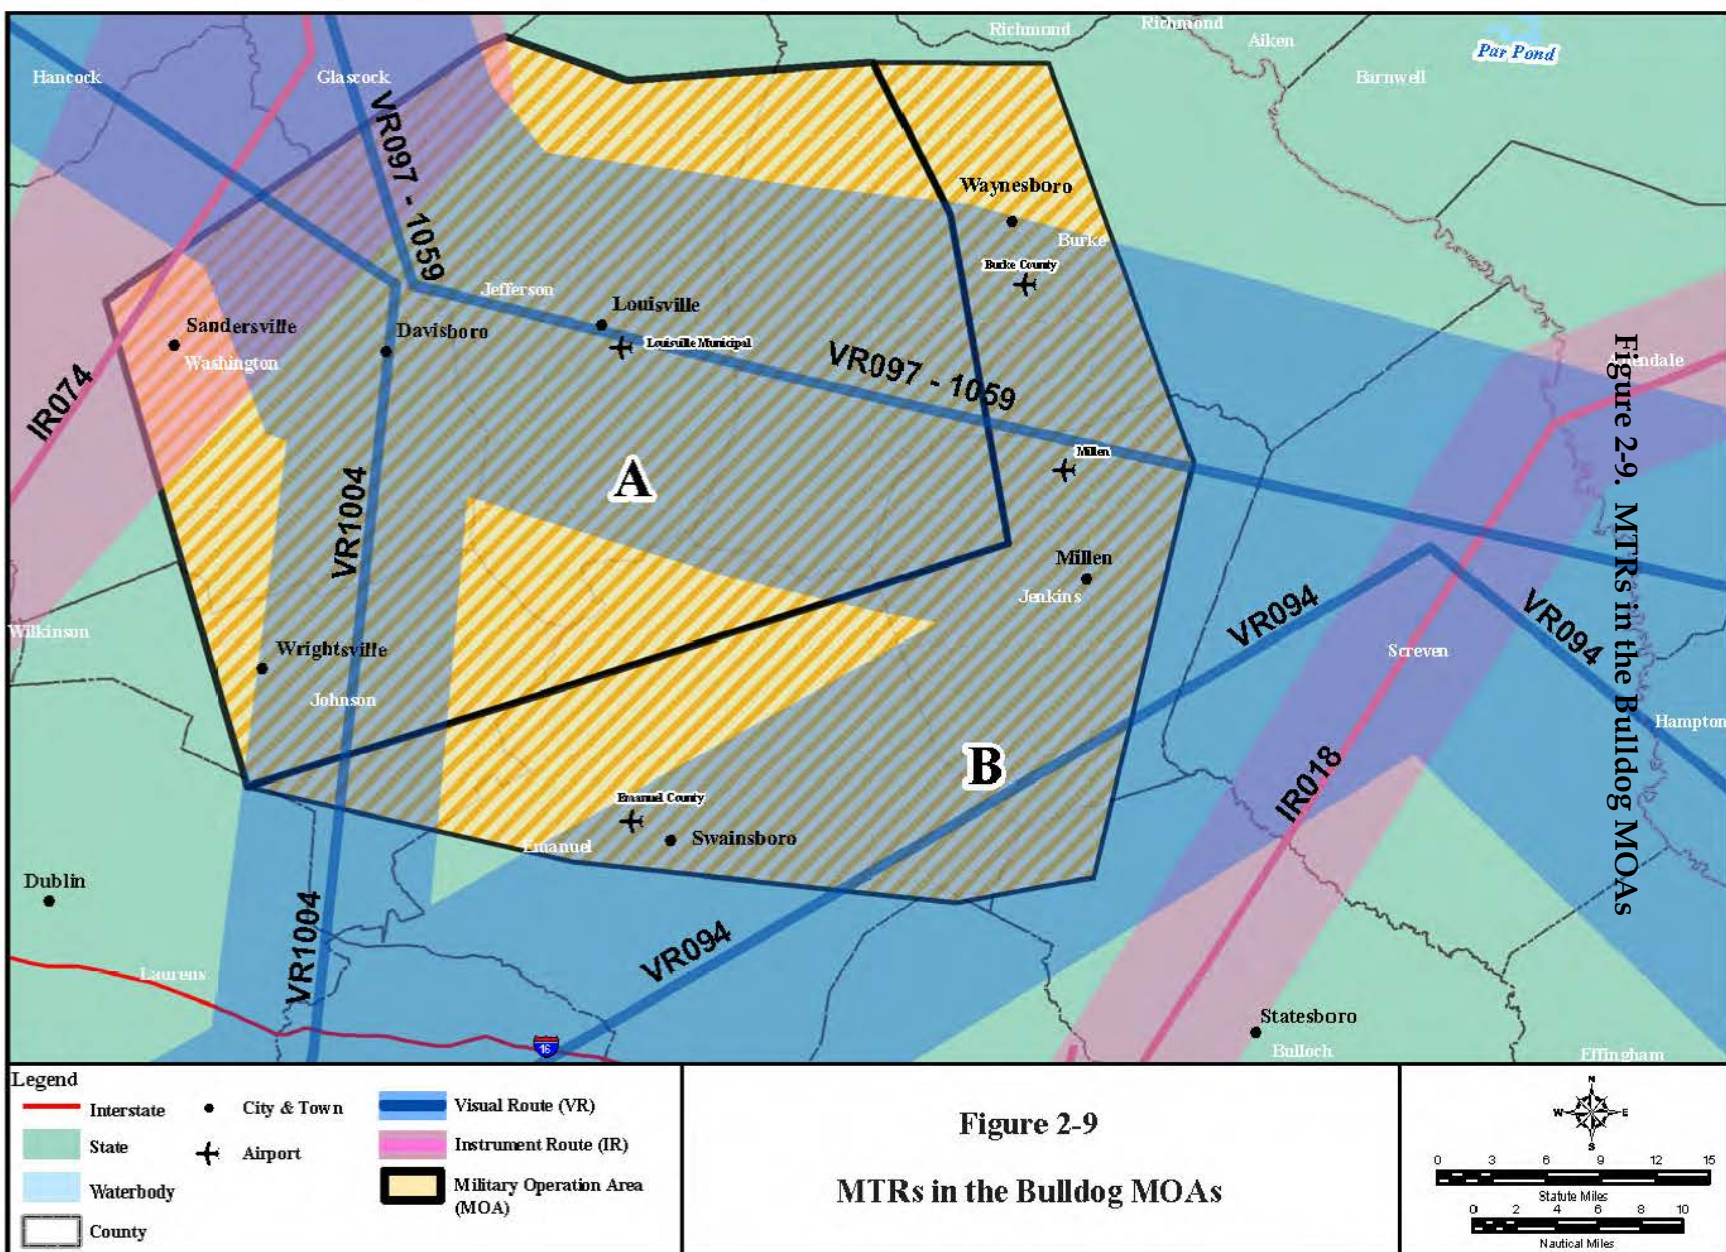 Richmond
Richmond
Aiken
Par Pond
Hancock
Glascock
Barnwell
VR097 - 1059
Waynesboro
Burke
Burke County
Jefferson
Louisville
Sandersville
Davisboro
Washington
Louisville Municipal
VR097 - 1059
Allendale
IR074
Millen
A
VR1004
Millen
Jenkins
VR094
VR094
Wilkinson
Wrightsville
Screven
Johnson
Hampton
B
IR018
Emanuel County
Swainsboro
Emanuel
Dublin
VR1004
VR094
Laurens
16
Statesboro
Bulloch
Effingham
Figure 2-9. MTRs in the Bulldog MOAs
Legend
Interstate
State
Waterbody
County
City & Town
Airport
Visual Route (VR)
Instrument Route (IR)
Military Operation Area
(MOA)
Figure 2-9
MTRs in the Bulldog MOAs
N
W E
S
0 3 6 9 12 15
Statute Miles
0 2 4 6 8 10
Nautical Miles